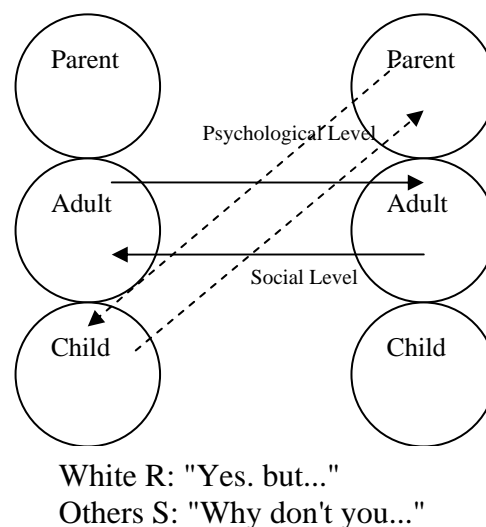 Parent Parent
Psychological Level
Adult Adult
Social Level
Child Child
White R: "Yes. but..."
Others S: "Why don't you..."